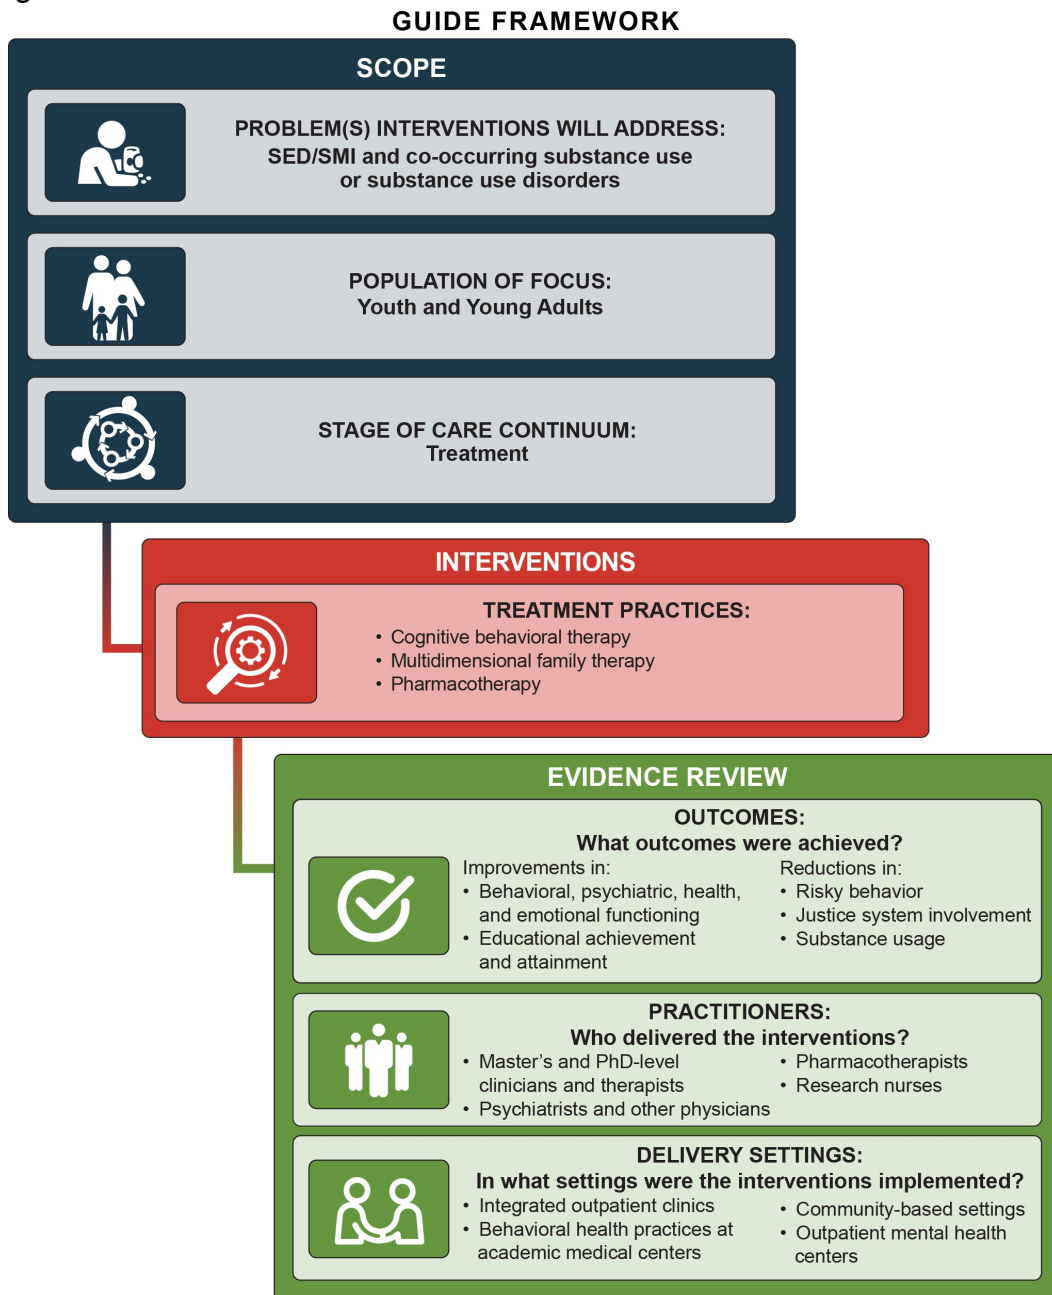 GUIDE FRAMEWORK
SCOPE
PROBLEM(S) INTERVENTIONS WILL ADDRESS:
SED/SMI and co-occurring substance use
or substance use disorders
POPULATION OF FOCUS:
Youth and Young Adults
STAGE OF CARE CONTINUUM:
Treatment
INTERVENTIONS
TREATMENT PRACTICES:
• Cognitive behavioral therapy
• Multidimensional family therapy
• Pharmacotherapy
EVIDENCE REVIEW
OUTCOMES:
What outcomes were achieved?
Improvements in:
• Behavioral, psychiatric, health,
and emotional functioning
• Educational achievement
and attainment
Reductions in:
• Risky behavior
• Justice system involvement
• Substance usage
PRACTITIONERS:
Who delivered the interventions?
• Master’s and PhD-level
clinicians and therapists
• Psychiatrists and other physicians
• Pharmacotherapists
• Research nurses
DELIVERY SETTINGS:
In what settings were the interventions implemented?
• Integrated outpatient clinics
• Behavioral health practices at
academic medical centers
• Community-based settings
• Outpatient mental health
centers